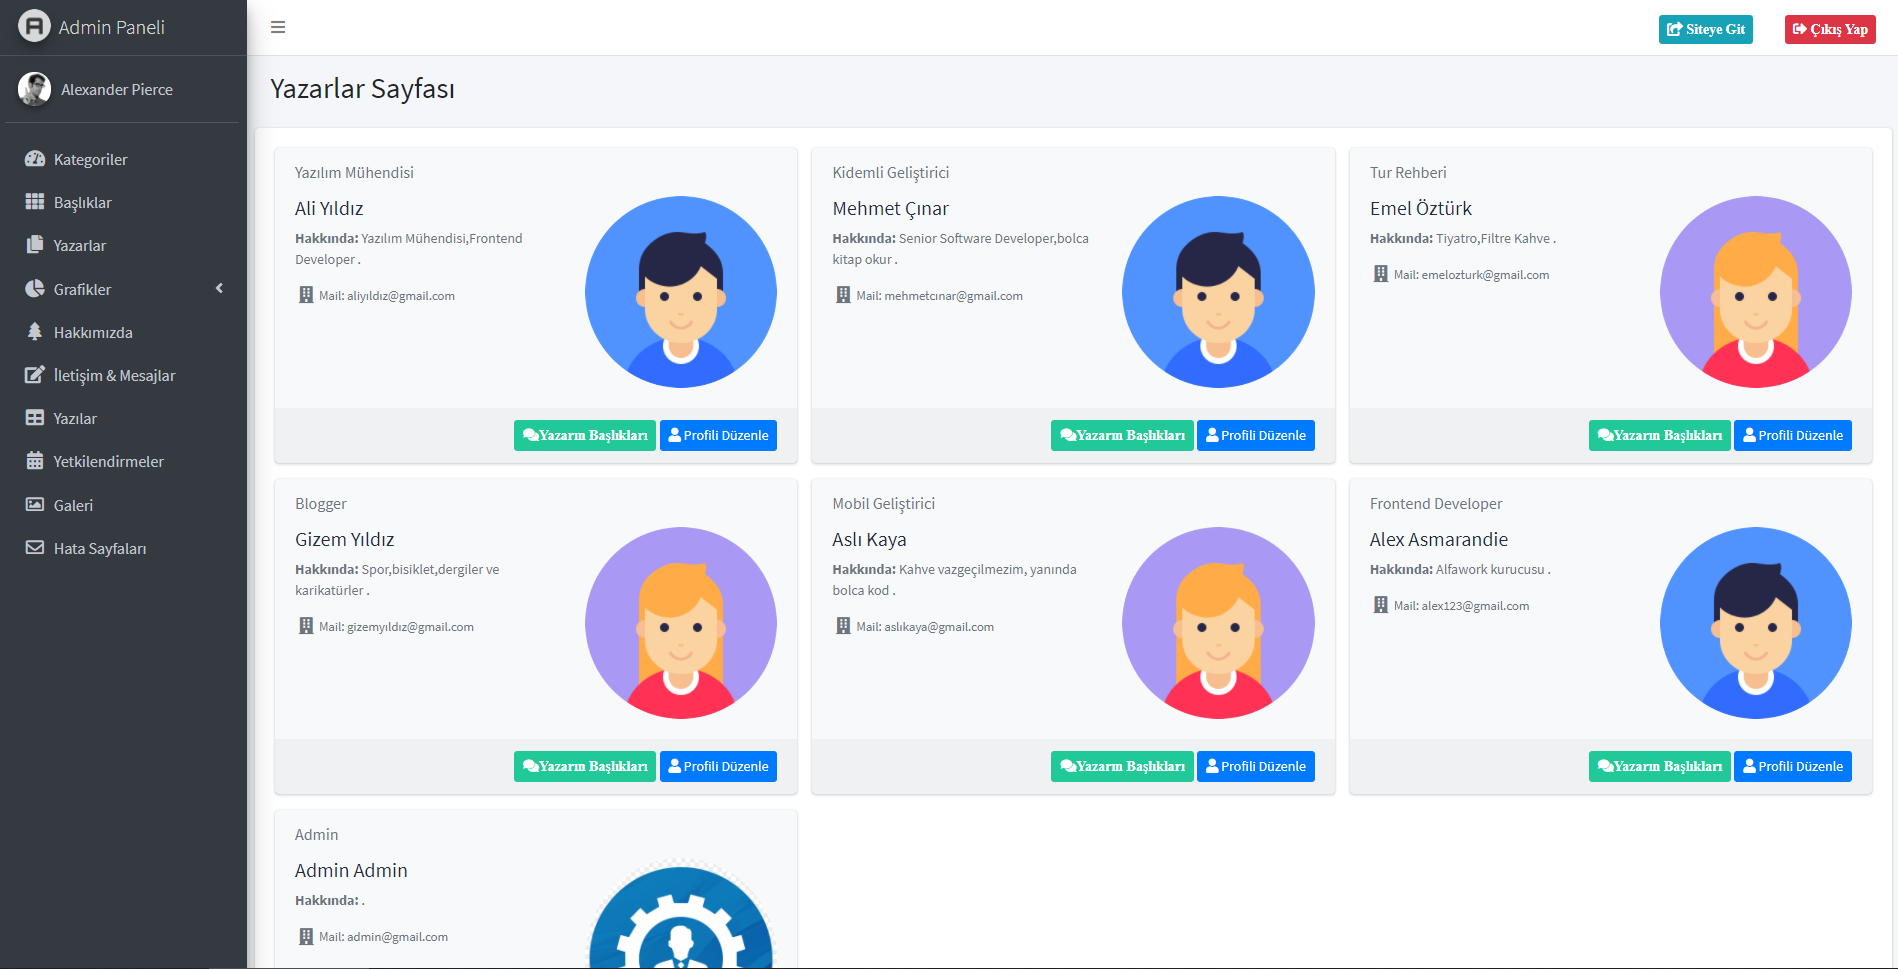 Admin Paneli
Siteye Git
Çıkış Yap
Alexander Pierce
Kategoriler
Başlıklar
Yazarlar
Grafikler
Hakkımızda
İletişim & Mesajlar
Yazılar
Yetkilendirmeler
Galeri
Hata Sayfaları
Yazarlar Sayfası
Yazılım Mühendisi
Ali Yıldız
Hakkında: Yazılım Mühendisi,Frontend
Developer .
Mail: aliyıldız@gmail.com
Yazarın Başlıkları
Profili Düzenle
Kidemli Geliştirici
Mehmet Çınar
Hakkında: Senior Software Developer,bolca
kitap okur .
Mail: mehmetcınar@gmail.com
Yazarın Başlıkları
Profili Düzenle
Tur Rehberi
Emel Öztürk
Hakkında: Tiyatro,Filtre Kahve .
Mail: emelozturk@gmail.com
Yazarın Başlıkları
Profili Düzenle
Blogger
Gizem Yıldız
Hakkında: Spor,bisiklet,dergiler ve
karikatürler .
Mail: gizemyıldız@gmail.com
Yazarın Başlıkları
Profili Düzenle
Mobil Geliştirici
Aslı Kaya
Hakkında: Kahve vazgeçilmezim, yanında
bolca kod .
Mail: aslıkaya@gmail.com
Yazarın Başlıkları
Profili Düzenle
Frontend Developer
Alex Asmarandie
Hakkında: Alfawork kurucusu .
Mail: alex123@gmail.com
Yazarın Başlıkları
Profili Düzenle
Admin
Admin Admin
Hakkında: .
Mail: admin@gmail.com